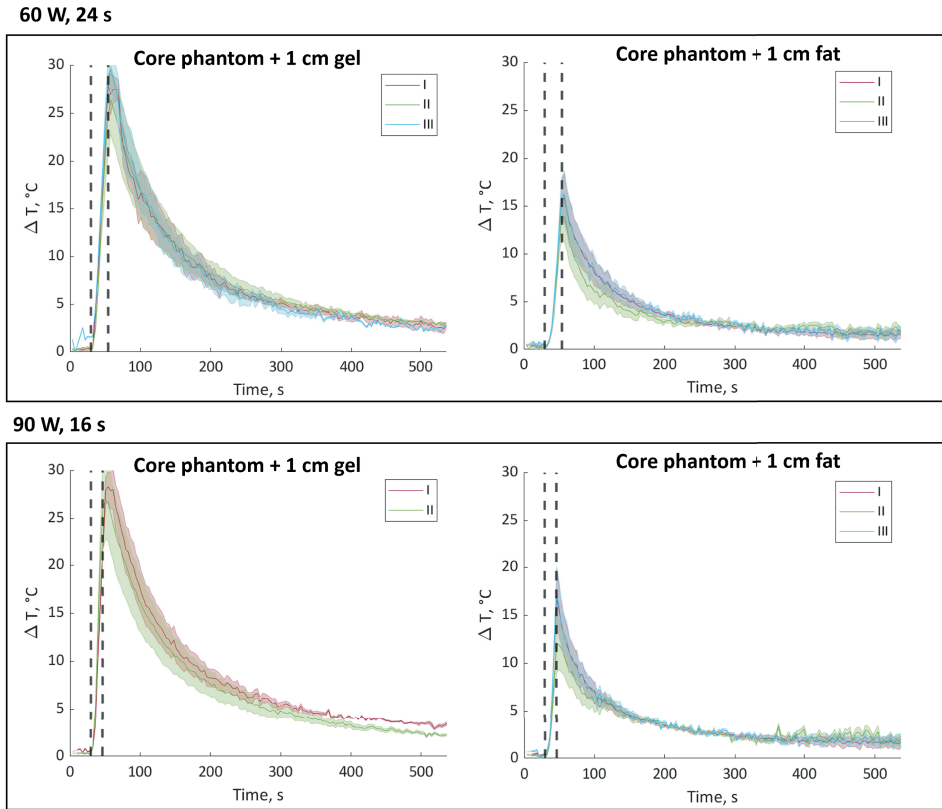 60 W, 24 s
Core phantom + 1 cm gel
30
25
20
15
10
5
0
Δ T, °C
I
II
III
0 100 200 300 400 500
Time, s
Core phantom + 1 cm fat
30
25
20
15
10
5
0
Δ T, °C
I
II
III
0 100 200 300 400 500
Time, s
90 W, 16 s
Core phantom + 1 cm gel
30
25
20
15
10
5
0
Δ T, °C
I
II
0 100 200 300 400 500
Time, s
Core phantom + 1 cm fat
30
25
20
15
10
5
0
Δ T, °C
I
II
III
0 100 200 300 400 500
Time, s